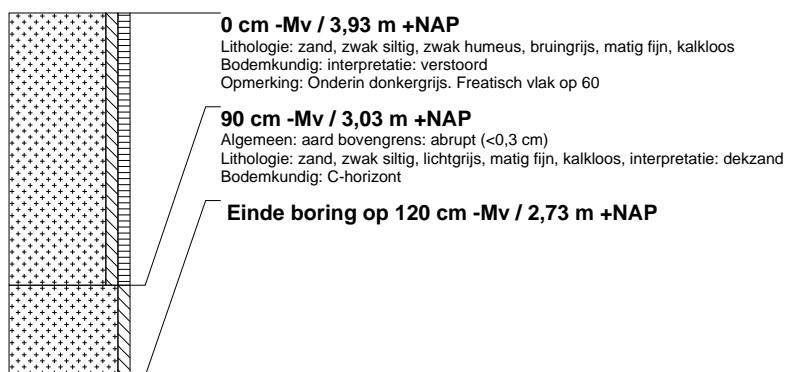 0 cm -Mv / 3,93 m +NAP
Lithologie: zand, zwak siltig, zwak humeus, bruingrijs, matig fijn, kalkloos
Bodemkundig: interpretatie: verstoord
Opmerking: Onderin donkergrijs. Freatisch vlak op 60
90 cm -Mv / 3,03 m +NAP
Algemeen: aard bovengrens: abrupt (<0,3 cm)
Lithologie: zand, zwak siltig, lichtgrijs, matig fijn, kalkloos, interpretatie: dekzand
Bodemkundig: C-horizont
Einde boring op 120 cm -Mv / 2,73 m +NAP